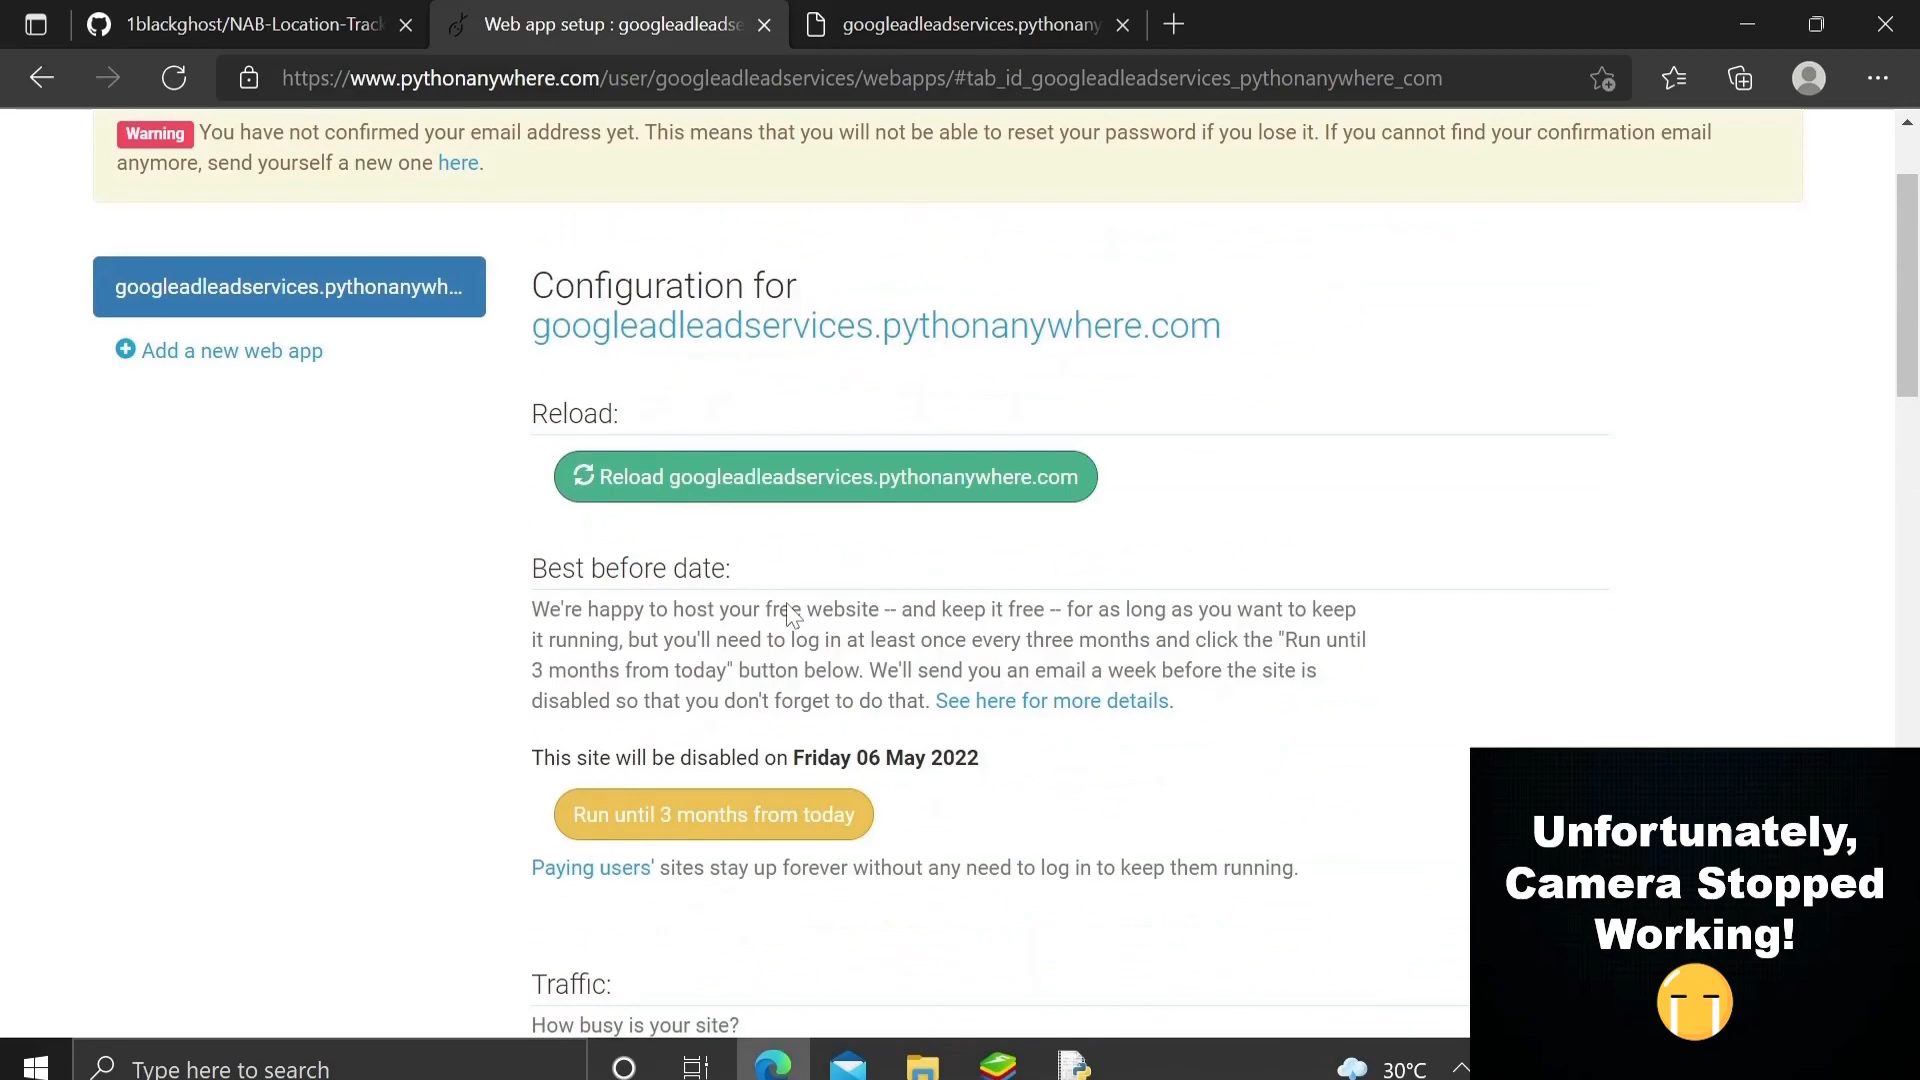 1blackghost/NAB-Location-Track
Web app setup : googleadleadse
googleadleadservices.pythonany
https://www.pythonanywhere.com/user/googleadleadservices/webapps/#tab_id_googleadleadservices_pythonanywhere_com
Warning You have not confirmed your email address yet. This means that you will not be able to reset your password if you lose it. If you cannot find your confirmation email
anymore, send yourself a new one here.
googleadleadservices.pythonanywh...
Add a new web app
Configuration for
googleadleadservices.pythonanywhere.com
Reload:
Reload googleadleadservices.pythonanywhere.com
Best before date:
We're happy to host your free website -- and keep it free -- for as long as you want to keep
it running, but you'll need to log in at least once every three months and click the "Run until
3 months from today" button below. We'll send you an email a week before the site is
disabled so that you don't forget to do that. See here for more details.
This site will be disabled on Friday 06 May 2022
Run until 3 months from today
Paying users' sites stay up forever without any need to log in to keep them running.
Traffic:
How busy is your site?
Unfortunately,
Camera Stopped
Working!
Type here to search
30°C